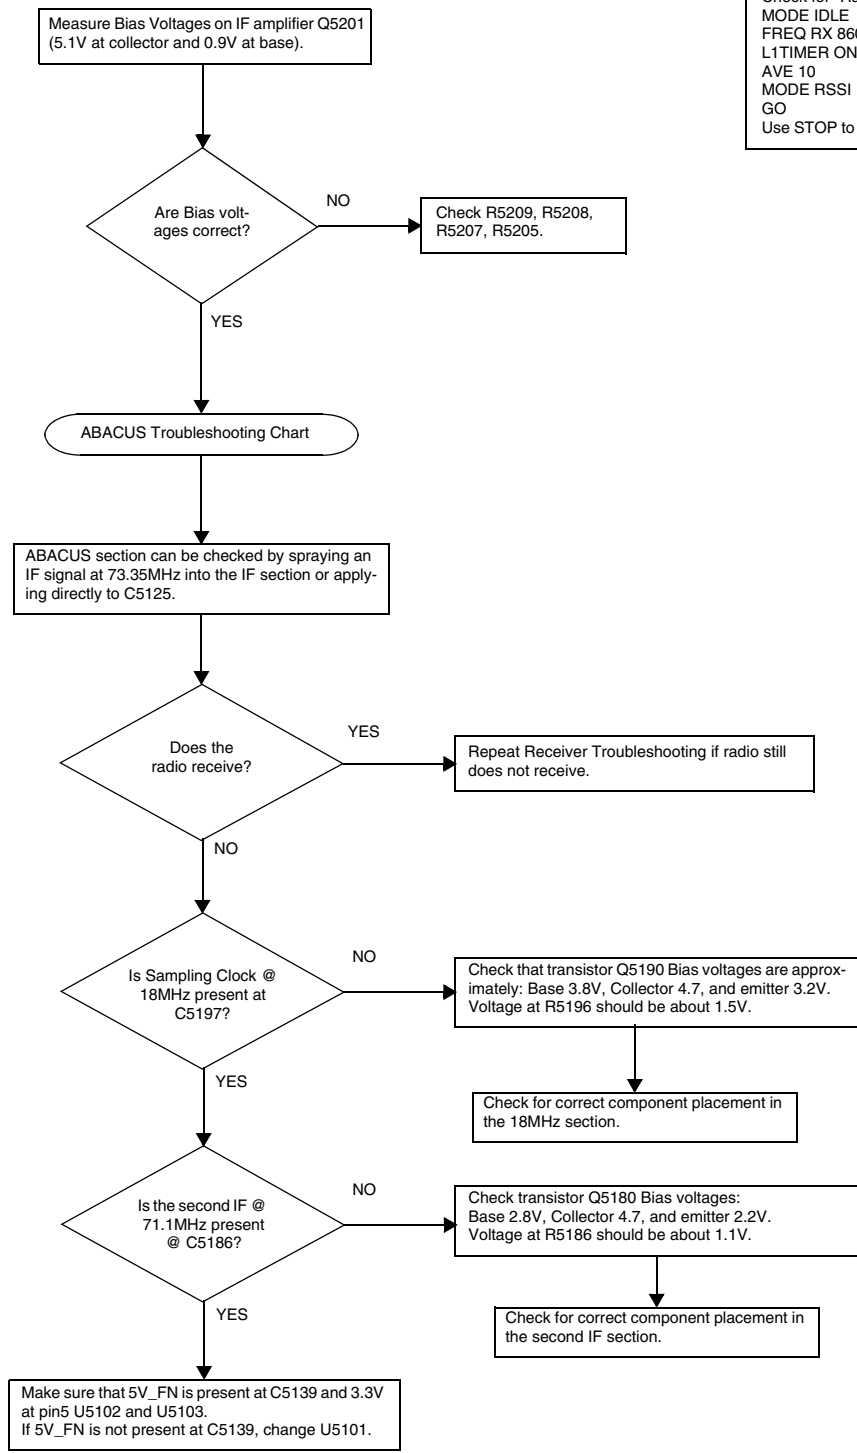 Measure Bias Voltages on IF amplifier Q5201
(5.1V at collector and 0.9V at base).
MODE IDLE
FREQ RX 860
L1TIMER ON
AVE 10
MODE RSSI
GO
Use STOP to
Are Bias volt-
ages correct?
NO
Check R5209, R5208,
R5207, R5205.
YES
ABACUS Troubleshooting Chart
ABACUS section can be checked by spraying an
IF signal at 73.35MHz into the IF section or apply-
ing directly to C5125.
Does the
radio receive?
YES
Repeat Receiver Troubleshooting if radio still
does not receive.
NO
Is Sampling Clock @
18MHz present at
C5197?
NO
Check that transistor Q5190 Bias voltages are approx-
imately: Base 3.8V, Collector 4.7, and emitter 3.2V.
Voltage at R5196 should be about 1.5V.
Check for correct component placement in
the 18MHz section.
YES
Is the second IF @
71.1MHz present
@ C5186?
NO
Check transistor Q5180 Bias voltages:
Base 2.8V, Collector 4.7, and emitter 2.2V.
Voltage at R5186 should be about 1.1V.
Check for correct component placement in
the second IF section.
YES
Make sure that 5V_FN is present at C5139 and 3.3V
at pin5 U5102 and U5103.
If 5V_FN is not present at C5139, change U5101.